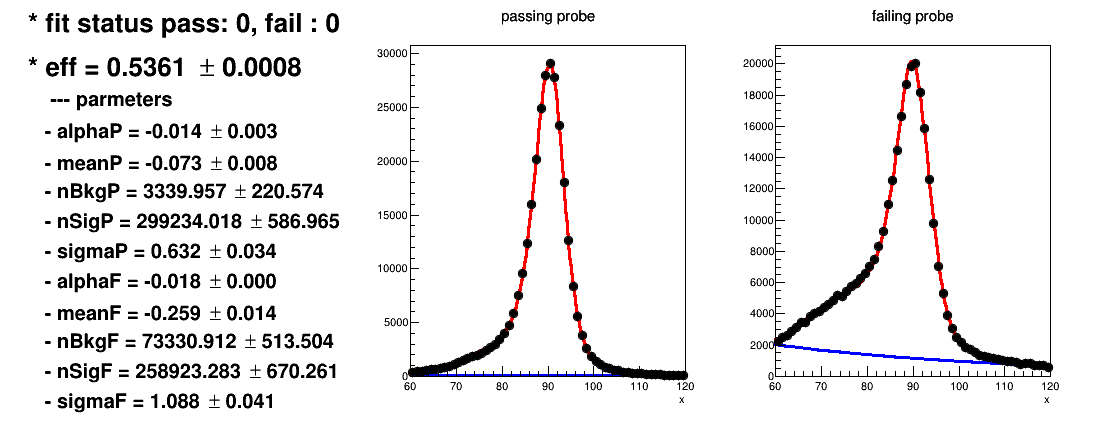 * fit status pass: 0, fail : 0
* eff = 0.5361 ± 0.0008
--- parmeters
- alphaP = -0.014 ± 0.003
- meanP = -0.073 ± 0.008
- nBkgP = 3339.957 ± 220.574
- nSigP = 299234.018 ± 586.965
- sigmaP = 0.632 ± 0.034
- alphaF = -0.018 ± 0.000
- meanF = -0.259 ± 0.014
- nBkgF = 73330.912 ± 513.504
- nSigF = 258923.283 ± 670.261
- sigmaF = 1.088 ± 0.041
passing probe
30000
25000
20000
15000
10000
5000
0
60 70 80 90 100 110 120
x
failing probe
20000
18000
16000
14000
12000
10000
8000
6000
4000
2000
0
60 70 80 90 100 110 120
x